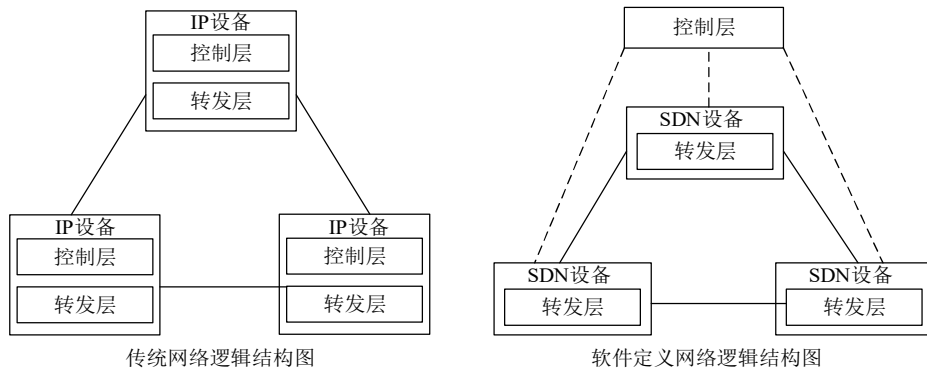 IP设备
控制层
转发层
IP设备
控制层
转发层
IP设备
控制层
转发层
传统网络逻辑结构图
控制层
SDN设备
转发层
SDN设备
转发层
SDN设备
转发层
软件定义网络逻辑结构图